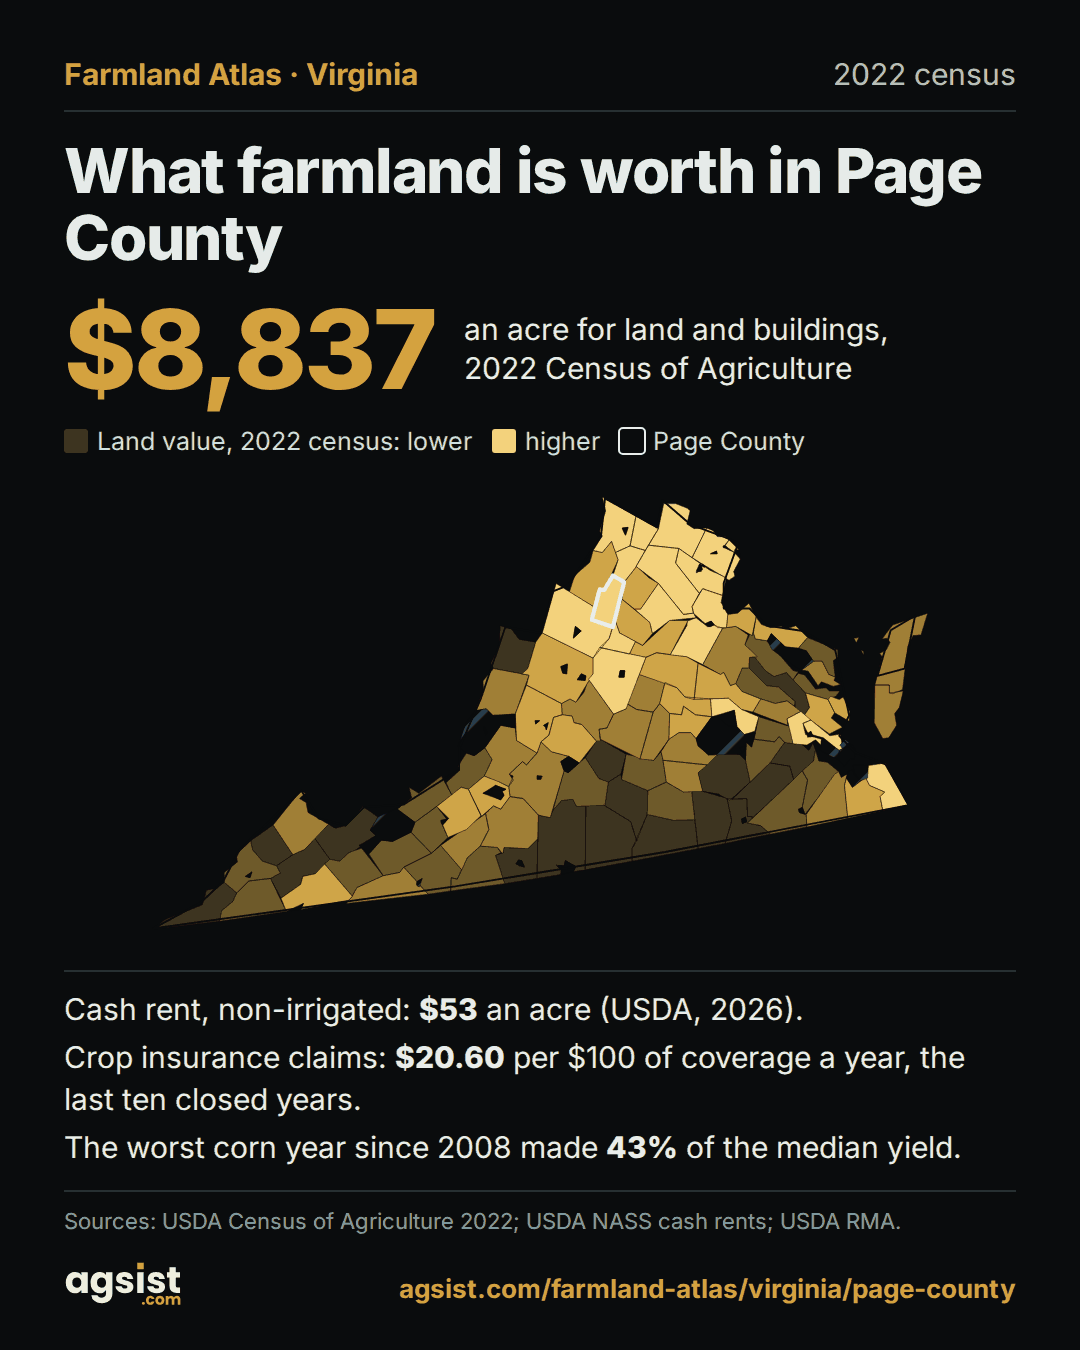 Farmland Atlas · Virginia
2022 census
What farmland is worth in Page
County
$8,837
an acre for land and buildings,
2022 Census of Agriculture
Land value, 2022 census: lower
higher
Page County
Cash rent, non-irrigated: $53 an acre (USDA, 2026).
Crop insurance claims: $20.60 per $100 of coverage a year, the
last ten closed years.
The worst corn year since 2008 made 43% of the median yield.
Sources: USDA Census of Agriculture 2022; USDA NASS cash rents; USDA RMA.
agsist
.com
agsist.com/farmland-atlas/virginia/page-county